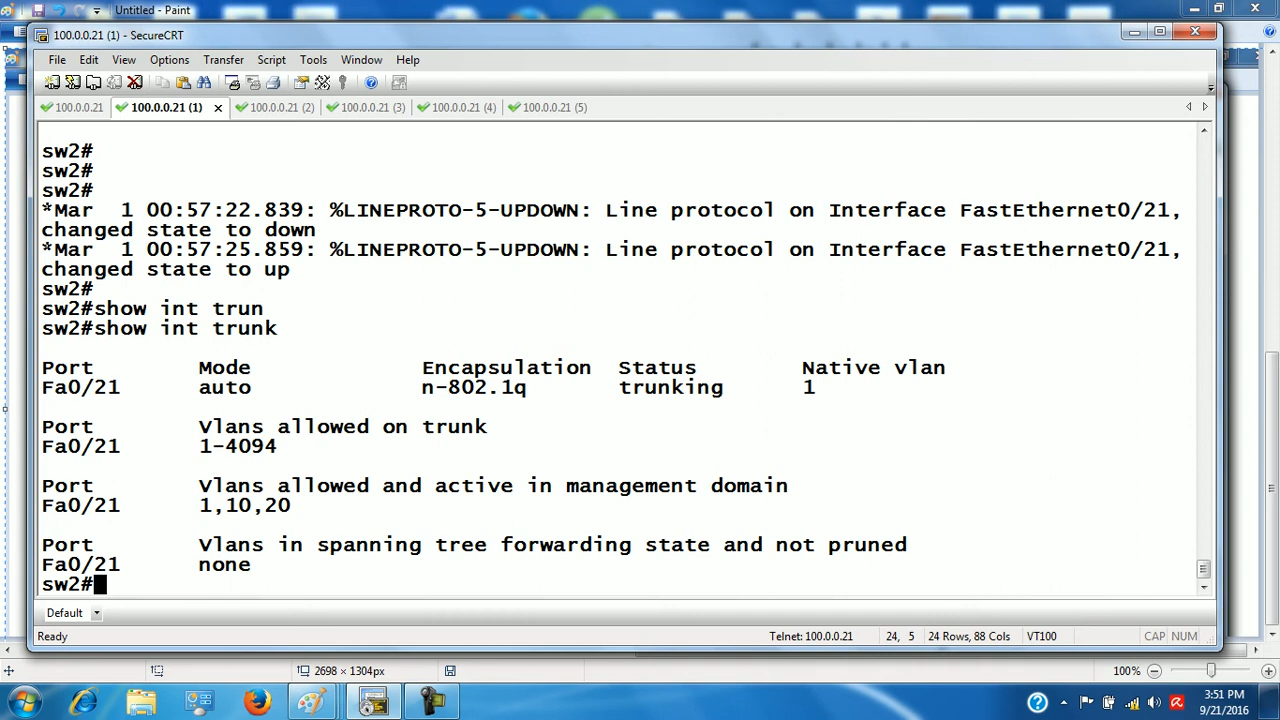 Untitled - Paint
100.0.0.21 (1) - SecureCRT
File Edit View Options Transfer Script Tools Window Help
100.0.0.21 100.0.0.21 (1) 100.0.0.21 (2) 100.0.0.21 (3) 100.0.0.21 (4) 100.0.0.21 (5)
sw2#
sw2#
sw2#
*Mar 1 00:57:22.839: %LINEPROTO-5-UPDOWN: Line protocol on Interface FastEthernet0/21,
changed state to down
*Mar 1 00:57:25.859: %LINEPROTO-5-UPDOWN: Line protocol on Interface FastEthernet0/21,
changed state to up
sw2#
sw2#show int trun
sw2#show int trunk
Port Mode Encapsulation Status Native vlan
Fa0/21 auto n-802.1q trunking 1
Port Vlans allowed on trunk
Fa0/21 1-4094
Port Vlans allowed and active in management domain
Fa0/21 1,10,20
Port Vlans in spanning tree forwarding state and not pruned
Fa0/21 none
sw2#
Default
Ready Telnet: 100.0.0.21 24, 5 24 Rows, 88 Cols VT100 CAP NUM
2698 × 1304px 100%
3:51 PM
9/21/2016